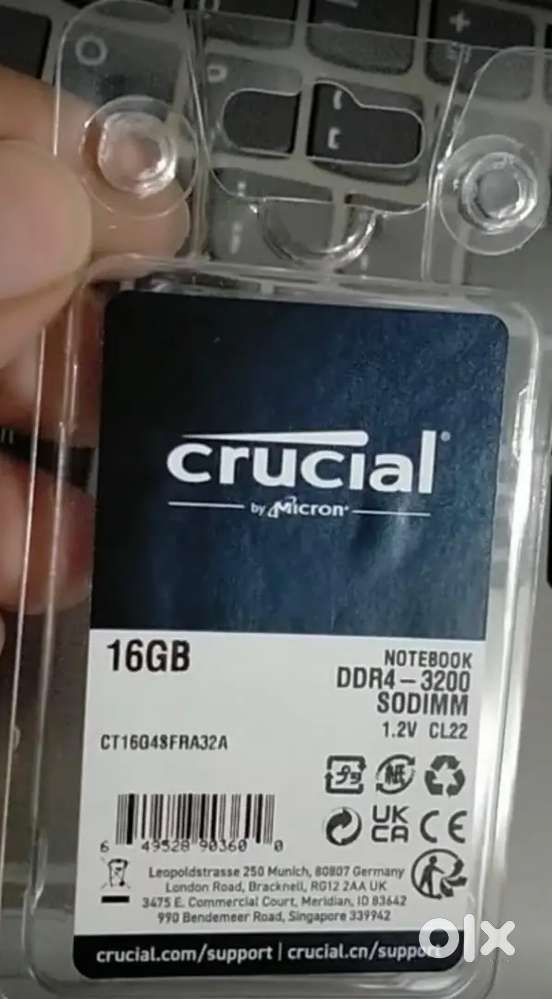 crucial®
by Micron®
16GB
NOTEBOOK
DDR4-3200
SODIMM
1.2V CL22
CT16G4SFRA32A
UK
CA
CE
6 49528 90360 0
Leopoldstrasse 250 Munich, 80807 Germany
London Road, Bracknell, RG12 2AA UK
3475 E. Commercial Court, Meridian, ID 83642
990 Bendemeer Road, Singapore 339942
crucial.com/support | crucial.cn/support
olx